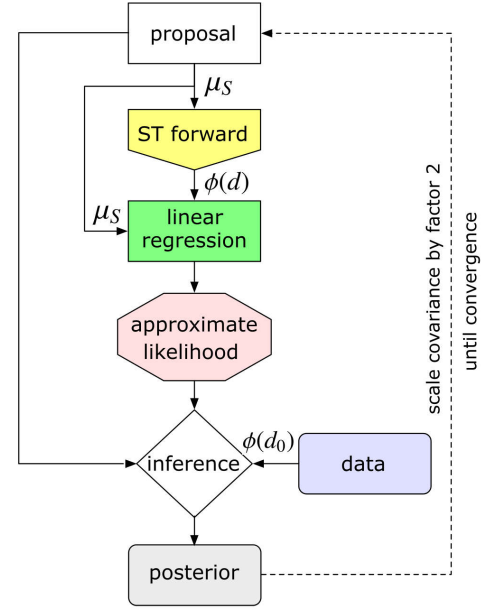 proposal
μ_S
ST forward
ϕ(d)
μ_S
linear
regression
approximate
likelihood
ϕ(d₀)
inference
data
posterior
scale covariance by factor 2
until convergence